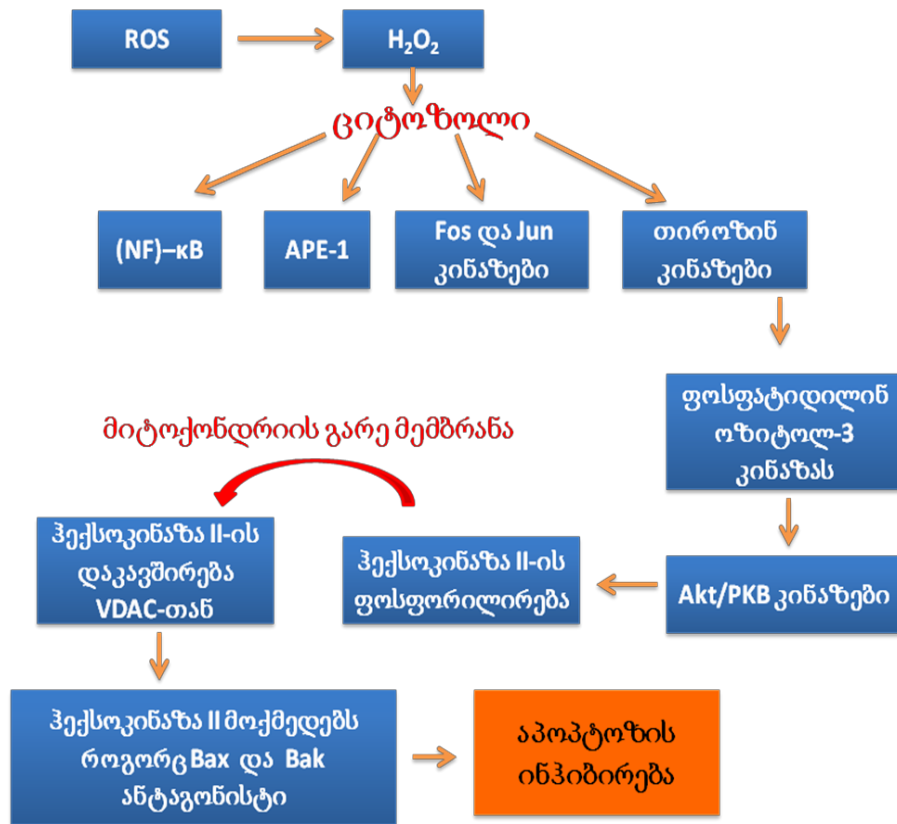 ROS
H₂O₂
ციტოზოლი
(NF)–κB
APE-1
Fos და Jun
კინაზები
თიროზინ
კინაზები
ფოსფატიდილინ
ოზიტოლ-3
კინაზას
მიტოქონდრიის გარე მემბრანა
ჰექსოკინაზა II-ის
დაკავშირება
VDAC-თან
ჰექსოკინაზა II-ის
ფოსფორილირება
Akt/PKB კინაზები
ჰექსოკინაზა II მოქმედებს
როგორც Bax და Bak
ანტაგონისტი
აპოპტოზის
ინჰიბირება